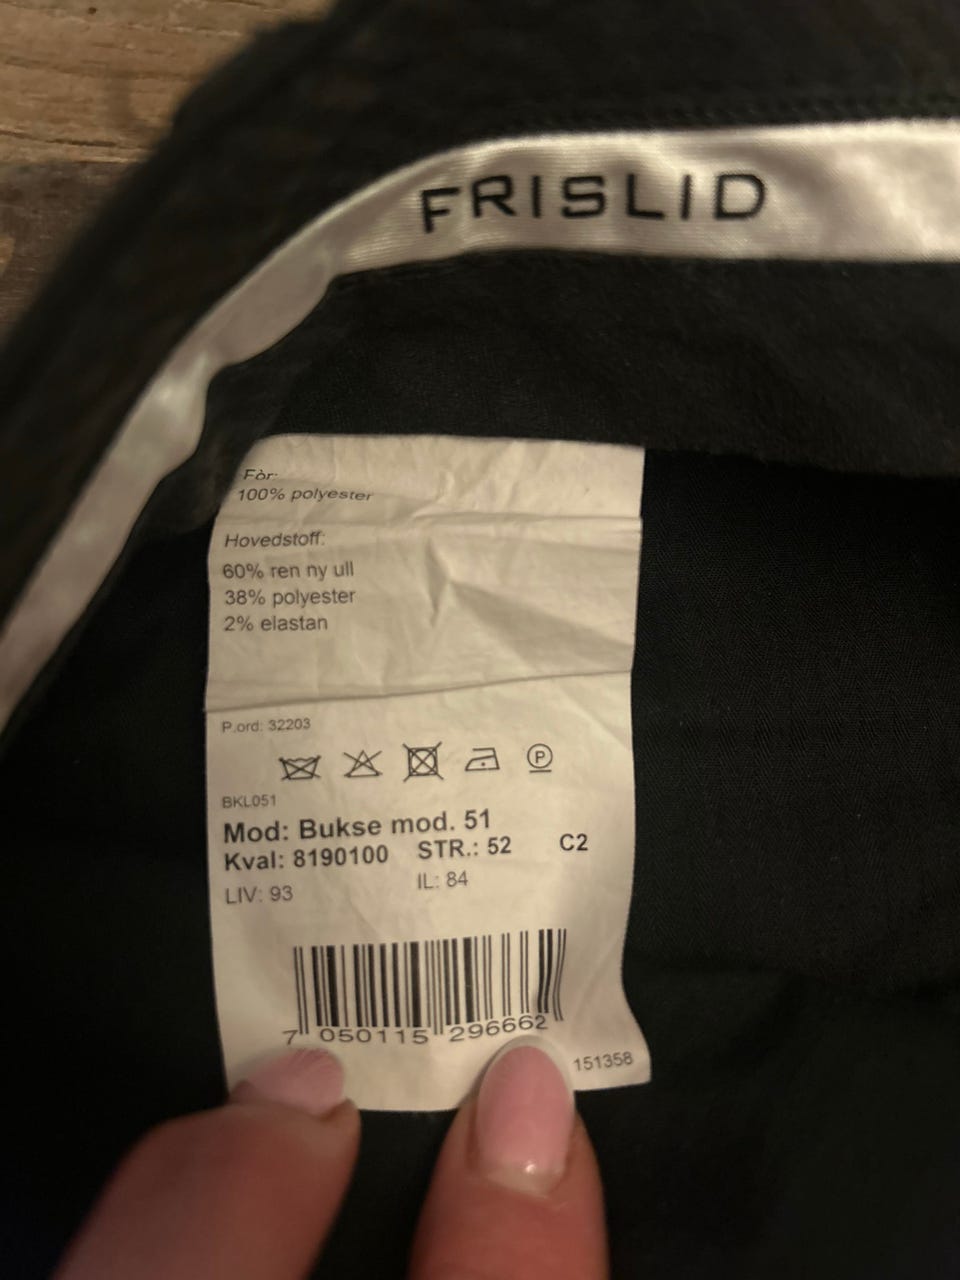 FRISLID
Fòr:
100% polyester
Hovedstoff:
60% ren ny ull
38% polyester
2% elastan
P.ord: 32203
P
BKL051
Mod: Bukse mod. 51
Kval: 8190100 STR.: 52 C2
LIV: 93 IL: 84
7 050115 296662
151358